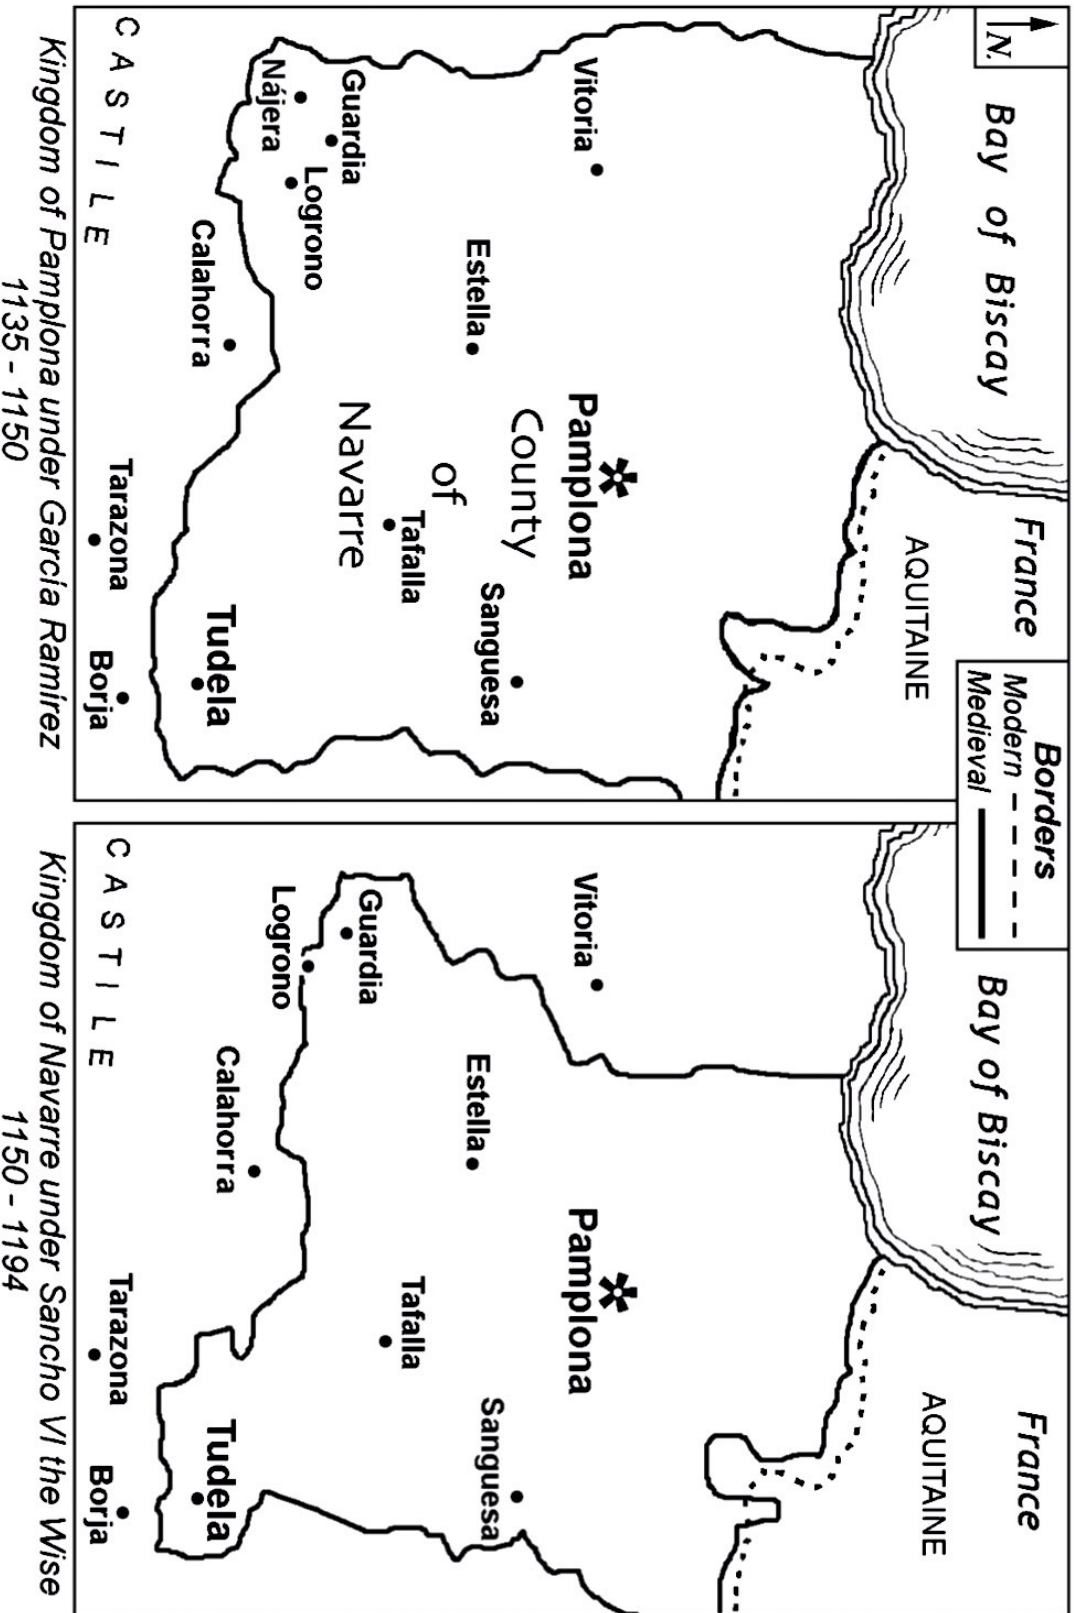 N.
Bay of Biscay
France
AQUITAINE
Vitoria
Pamplona
County
of
Navarre
Estella
Sanguesa
Tafalla
Guardia
Nájera
Logrono
Calahorra
Tudela
Tarazona
Borja
CASTILE
Kingdom of Pamplona under Garcia Ramirez
1135 - 1150
Borders
Modern
Medieval
Bay of Biscay
France
AQUITAINE
Vitoria
Pamplona
Estella
Sanguesa
Tafalla
Guardia
Logrono
Calahorra
Tudela
Tarazona
Borja
CASTILE
Kingdom of Navarre under Sancho VI the Wise
1150 - 1194